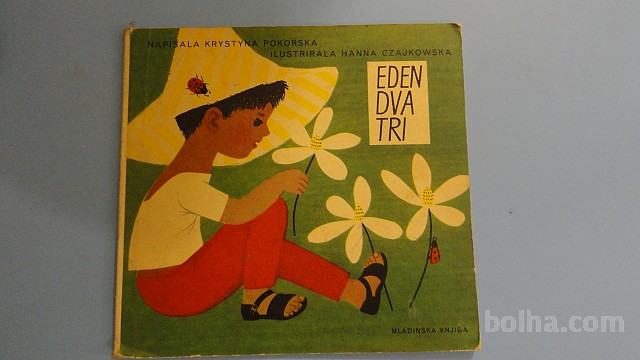 NAPISALA KRYSTYNA POKORSKA
ILUSTRIRALA HANNA CZAJKOWSKA
EDEN
DVA
TRI
MLADINSKA KNJIGA
bolha.com